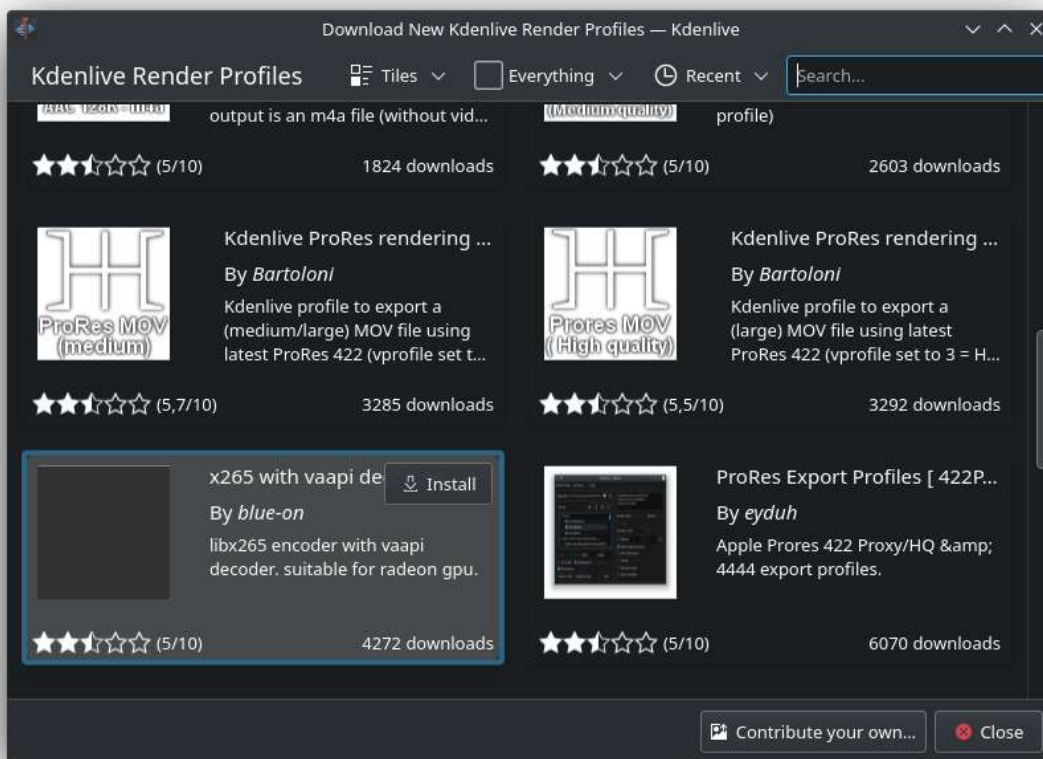 Download New Kdenlive Render Profiles — Kdenlive
Kdenlive Render Profiles
Tiles
Everything
Recent
Search...
AAC 128K - m4a
output is an m4a file (without vid...
(5/10)
1824 downloads
(Medium quality)
profile)
(5/10)
2603 downloads
ProRes MOV
(medium)
Kdenlive ProRes rendering ...
By Bartoloni
Kdenlive profile to export a
(medium/large) MOV file using
latest ProRes 422 (vprofile set t...
(5,7/10)
3285 downloads
Prores MOV
( High quality)
Kdenlive ProRes rendering ...
By Bartoloni
Kdenlive profile to export a
(large) MOV file using latest
ProRes 422 (vprofile set to 3 = H...
(5,5/10)
3292 downloads
x265 with vaapi de
Install
By blue-on
libx265 encoder with vaapi
decoder. suitable for radeon gpu.
(5/10)
4272 downloads
ProRes Export Profiles [ 422P...
By eyduh
Apple Prores 422 Proxy/HQ &amp;
4444 export profiles.
(5/10)
6070 downloads
Contribute your own...
Close